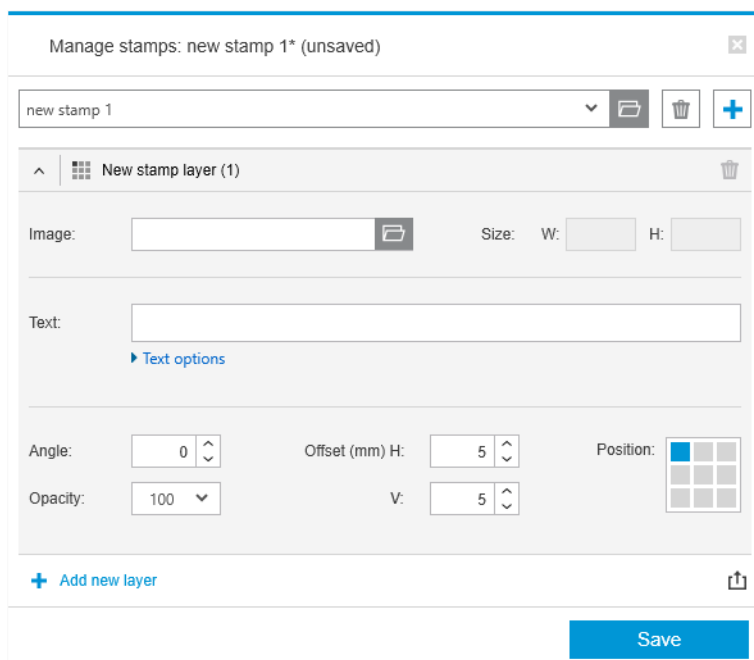 Manage stamps: new stamp 1* (unsaved)
new stamp 1
New stamp layer (1)
Image: Size: W: H:
Text:
Text options
Angle: 0 Offset (mm) H: 5 Position:
Opacity: 100 V: 5
Add new layer
Save